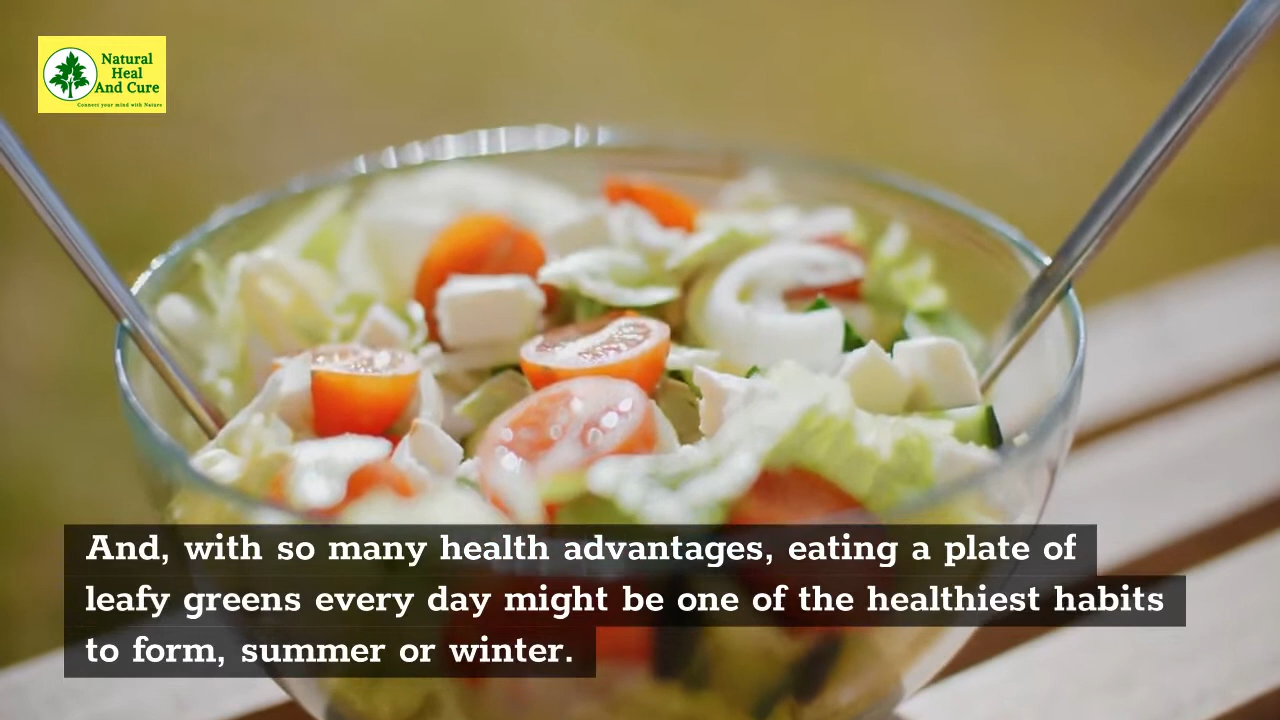 Natural
Heal
And Cure
Connect your mind with Nature
And, with so many health advantages, eating a plate of
leafy greens every day might be one of the healthiest habits
to form, summer or winter.